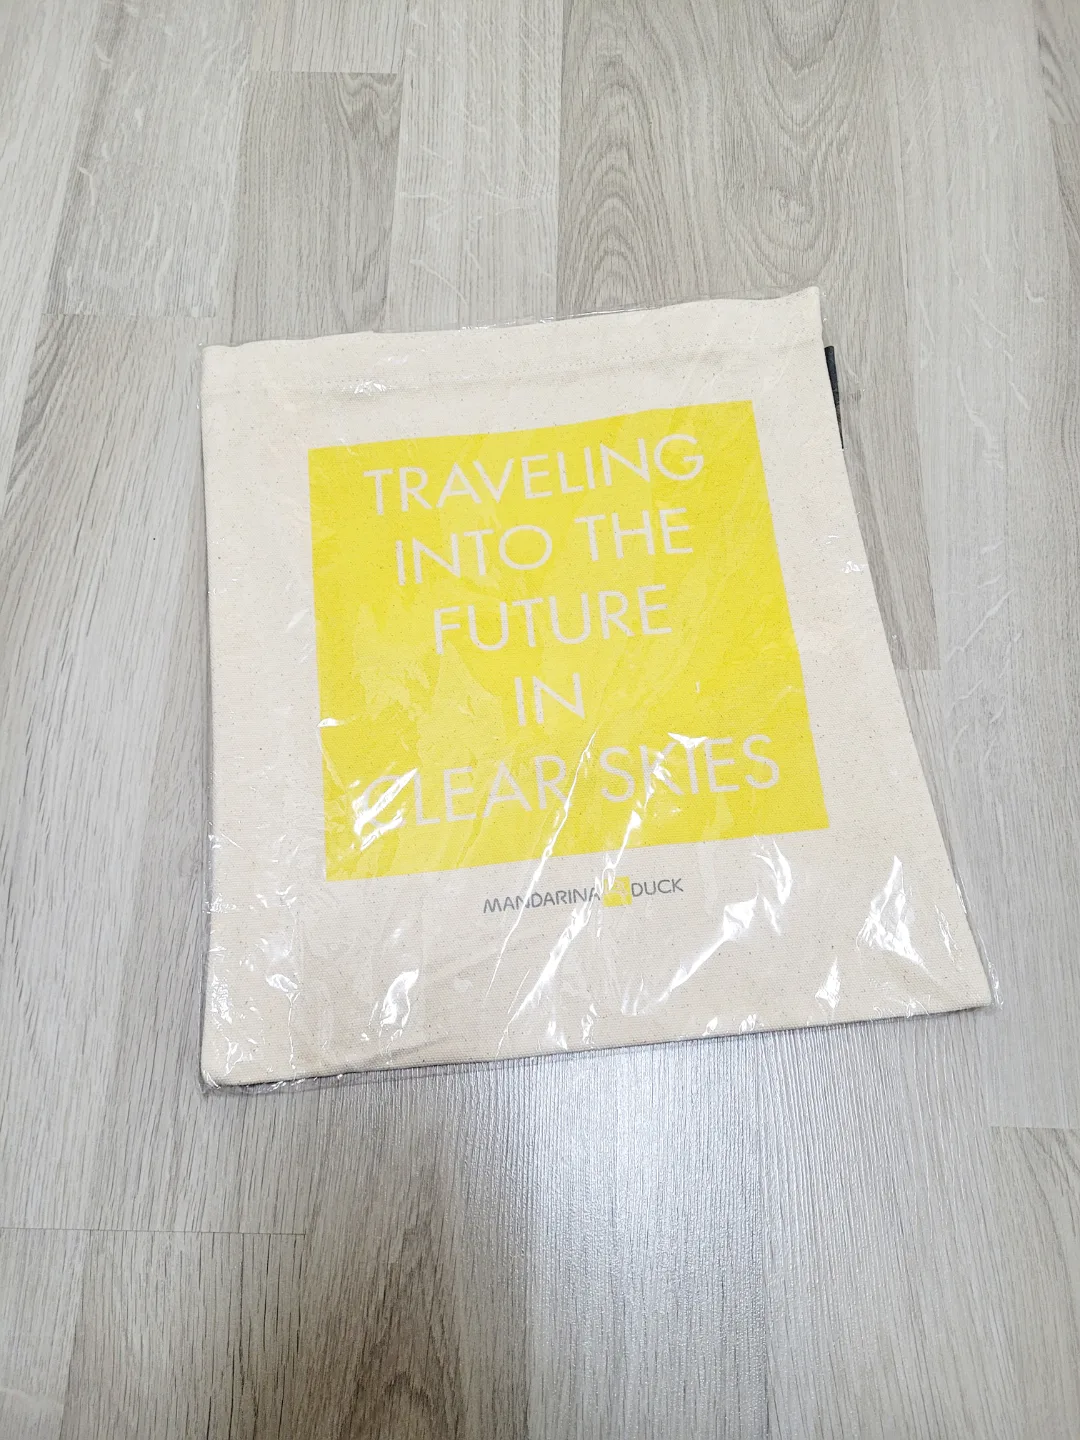 TRAVELING
INTO THE
FUTURE
IN
CLEAR SKIES
MANDARINA DUCK